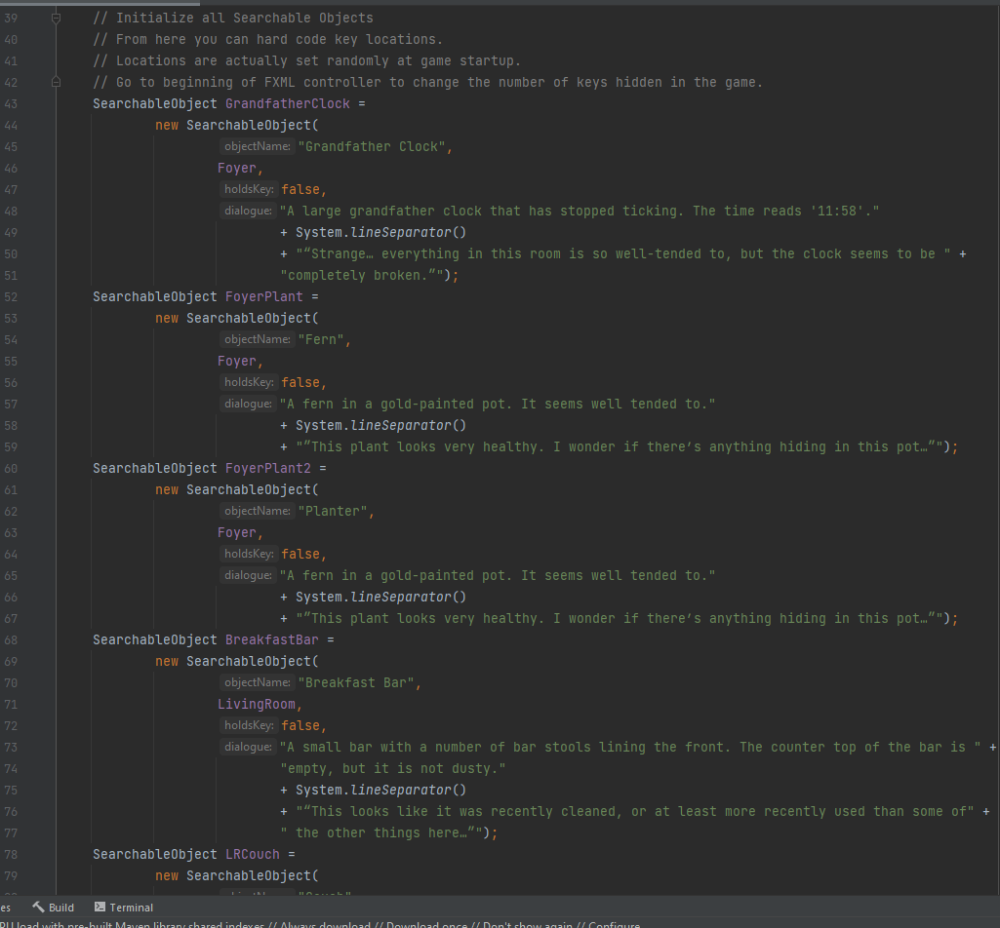 39 // Initialize all Searchable Objects
40 // From here you can hard code key locations.
41 // Locations are actually set randomly at game startup.
42 // Go to beginning of FXML controller to change the number of keys hidden in the game.
43 SearchableObject GrandfatherClock =
44 new SearchableObject(
45 objectName: "Grandfather Clock",
46 Foyer,
47 holdsKey: false,
48 dialogue: "A large grandfather clock that has stopped ticking. The time reads '11:58'."
49 + System.lineSeparator()
50 + "“Strange… everything in this room is so well-tended to, but the clock seems to be " +
51 "completely broken.”");
52 SearchableObject FoyerPlant =
53 new SearchableObject(
54 objectName: "Fern",
55 Foyer,
56 holdsKey: false,
57 dialogue: "A fern in a gold-painted pot. It seems well tended to."
58 + System.lineSeparator()
59 + "”This plant looks very healthy. I wonder if there’s anything hiding in this pot…”");
60 SearchableObject FoyerPlant2 =
61 new SearchableObject(
62 objectName: "Planter",
63 Foyer,
64 holdsKey: false,
65 dialogue: "A fern in a gold-painted pot. It seems well tended to."
66 + System.lineSeparator()
67 + "”This plant looks very healthy. I wonder if there’s anything hiding in this pot…”");
68 SearchableObject BreakfastBar =
69 new SearchableObject(
70 objectName: "Breakfast Bar",
71 LivingRoom,
72 holdsKey: false,
73 dialogue: "A small bar with a number of bar stools lining the front. The counter top of the bar is " +
74 "empty, but it is not dusty."
75 + System.lineSeparator()
76 + "“This looks like it was recently cleaned, or at least more recently used than some of" +
77 " the other things here…”");
78 SearchableObject LRCouch =
79 new SearchableObject(
es Build Terminal
load with pre-built Maven library shared indexes // Always download // Download once // Don't show again // Configure